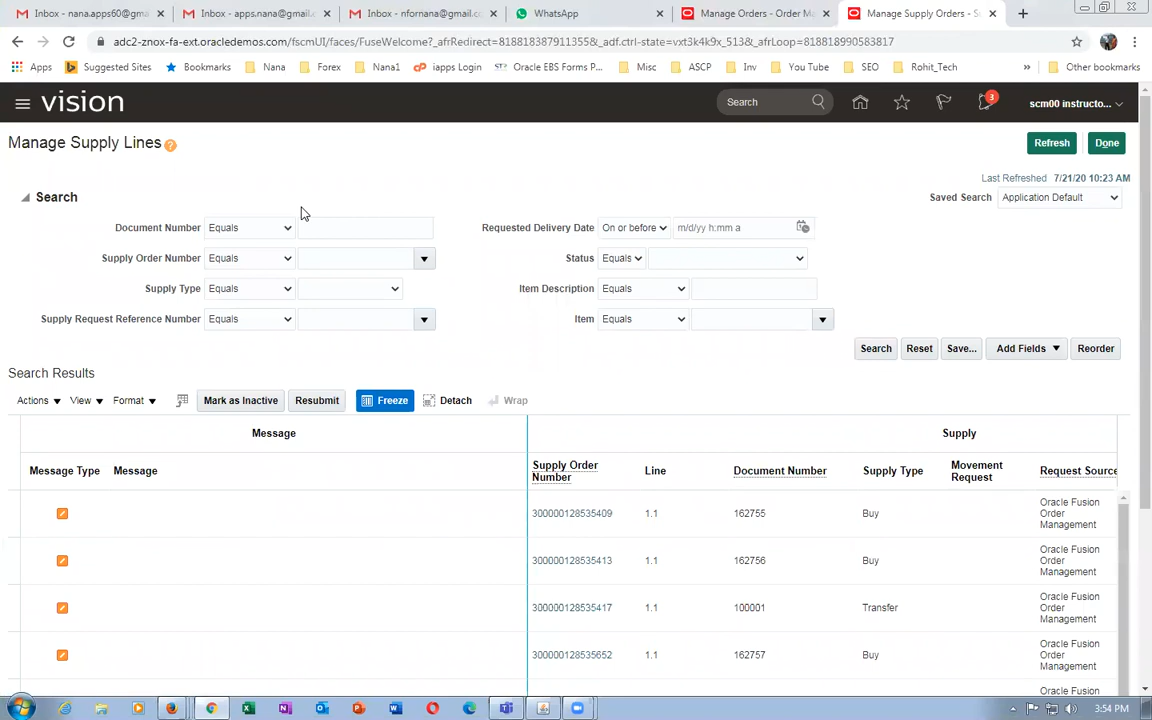 Inbox - nana.apps60@gma
Inbox - apps.nana@gmail.c
Inbox - nfornana@gmail.co
WhatsApp
Manage Orders - Order Ma
Manage Supply Orders - S
adc2-znox-fa-ext.oracledemos.com/fscmUI/faces/FuseWelcome?_afrRedirect=8188183879113558&_adf.ctrl-state=vxt3k4k9x_513&_afrLoop=818818990583817
Apps Suggested Sites Bookmarks Nana Forex Nana1 iapps Login Oracle EBS Forms P... Misc ASCP Inv You Tube SEO Rohit_Tech » Other bookmarks
vision
Search
3
scm00 instructo...
Manage Supply Lines
Refresh Done
Last Refreshed 7/21/20 10:23 AM
Search
Saved Search Application Default
Document Number Equals
Requested Delivery Date On or before m/d/yy h:mm a
Supply Order Number Equals
Status Equals
Supply Type Equals
Item Description Equals
Supply Request Reference Number Equals
Item Equals
Search Reset Save... Add Fields Reorder
Search Results
Actions View Format Mark as Inactive Resubmit Freeze Detach Wrap
Message Supply
Message Type Message Supply Order Number Line Document Number Supply Type Movement Request Request Source
300000128535409 1.1 162755 Buy Oracle Fusion Order Management
300000128535413 1.1 162756 Buy Oracle Fusion Order Management
300000128535417 1.1 100001 Transfer Oracle Fusion Order Management
300000128535652 1.1 162757 Buy Oracle Fusion Order Management
Oracle Fusion
3:54 PM